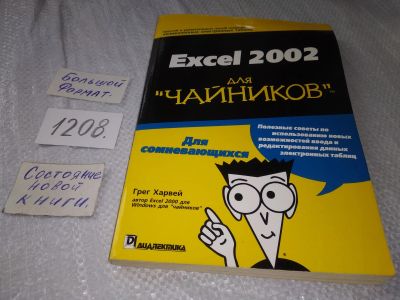 Excel 2002
для
"ЧАЙНИКОВ"
Полезные советы по
использованию новых
возможностей ввода и
редактирования данных
электронных таблиц
Для
сомневающихся
Грег Харвей
автор Excel 2000 для
Windows для "чайников"
ДИАЛЕКТИКА
Большой
формат.
1208.
Состояние
новой
книги.